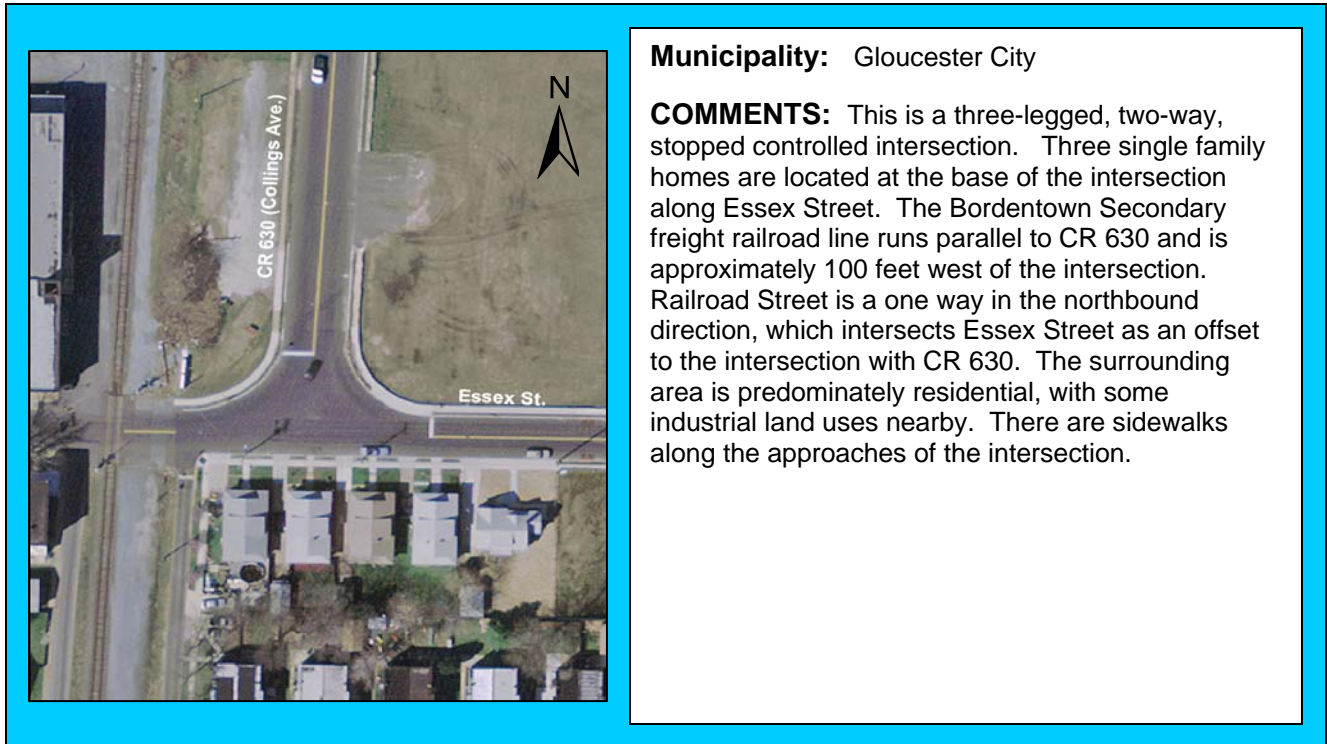 N
CR 630 (Collings Ave.)
Essex St.
Municipality: Gloucester City
COMMENTS: This is a three-legged, two-way,
stopped controlled intersection. Three single family
homes are located at the base of the intersection
along Essex Street. The Bordentown Secondary
freight railroad line runs parallel to CR 630 and is
approximately 100 feet west of the intersection.
Railroad Street is a one way in the northbound
direction, which intersects Essex Street as an offset
to the intersection with CR 630. The surrounding
area is predominately residential, with some
industrial land uses nearby. There are sidewalks
along the approaches of the intersection.